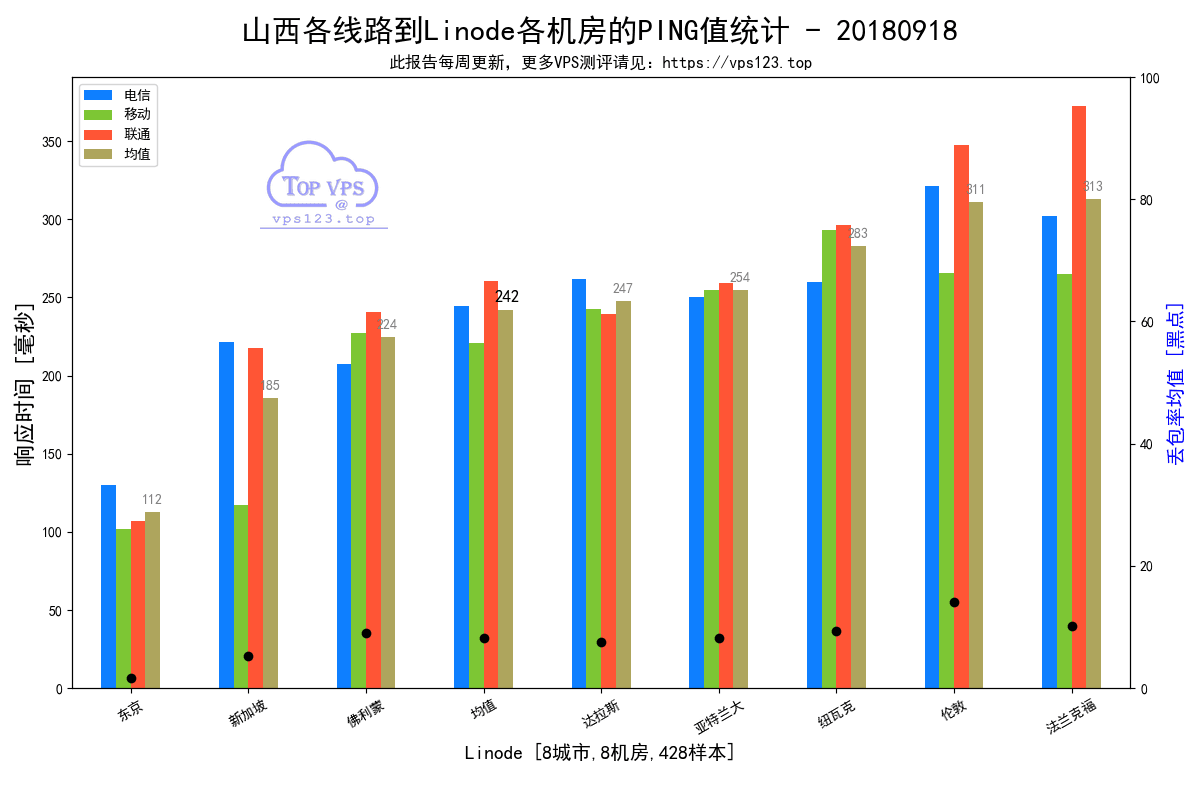 山西各线路到Linode各机房的PING值统计 - 20180918
此报告每周更新，更多VPS测评请见：https://vps123.top
电信
移动
联通
均值
TOP VPS
@
vps123.top
响应时间 [毫秒]
0
50
100
150
200
250
300
350
112
185
224
242
247
254
283
311
313
0
20
40
60
80
100
丢包率均值 [黑点]
东京
新加坡
佛利蒙
均值
达拉斯
亚特兰大
纽瓦克
伦敦
法兰克福
Linode [8城市,8机房,428样本]